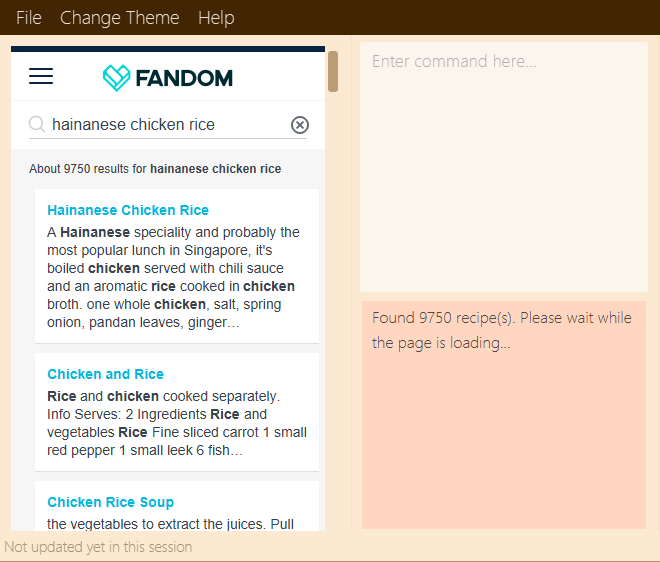 File Change Theme Help
FANDOM
hainanese chicken rice
About 9750 results for hainanese chicken rice
Hainanese Chicken Rice
A Hainanese speciality and probably the
most popular lunch in Singapore, it's
boiled chicken served with chili sauce
and an aromatic rice cooked in chicken
broth. one whole chicken, salt, spring
onion, pandan leaves, ginger…
Chicken and Rice
Rice and chicken cooked separately.
Info Serves: 2 Ingredients Rice and
vegetables Rice Fine sliced carrot 1 small
red pepper 1 small leek 6 fish…
Chicken Rice Soup
the vegetables to extract the juices. Pull
Enter command here...
Found 9750 recipe(s). Please wait while
the page is loading...
Not updated yet in this session